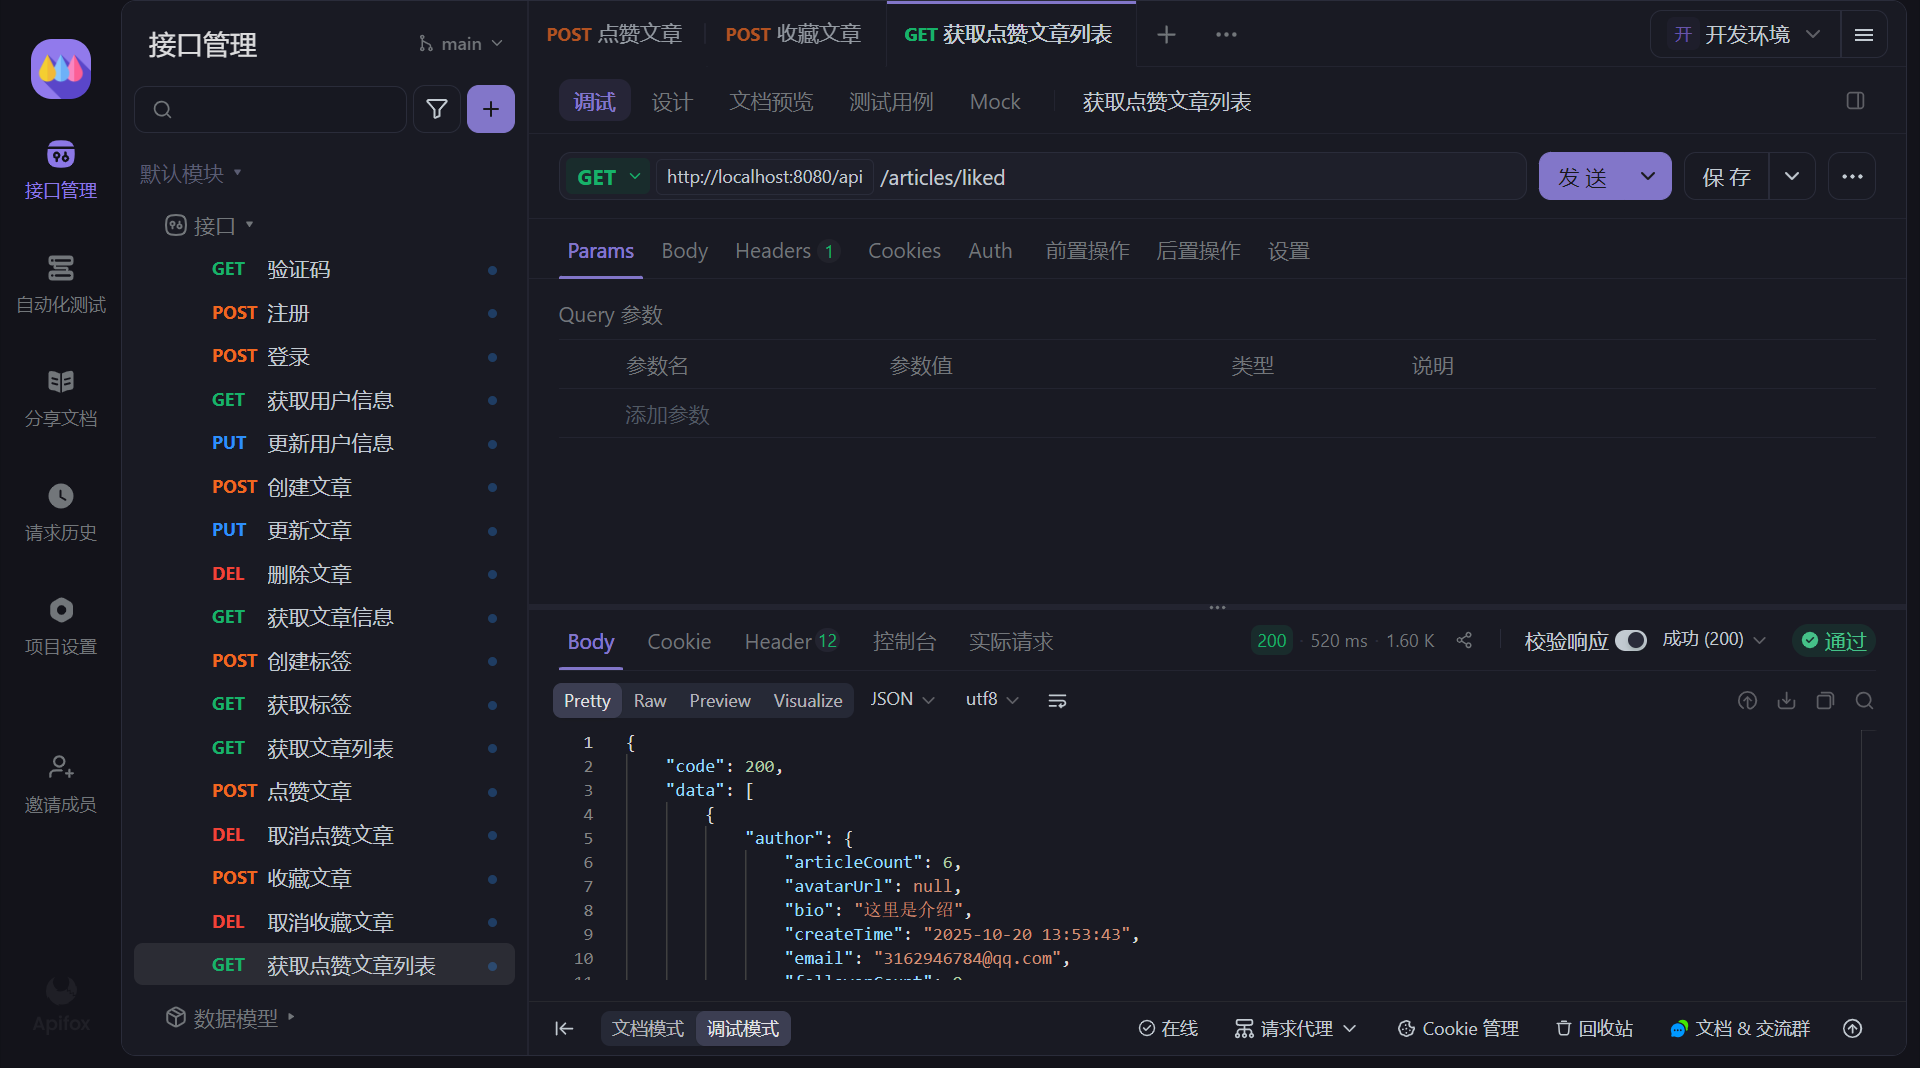 接口管理
自动化测试
分享文档
请求历史
项目设置
邀请成员
Apifox
接口管理
main
默认模块
接口
GET 验证码
POST 注册
POST 登录
GET 获取用户信息
PUT 更新用户信息
POST 创建文章
PUT 更新文章
DEL 删除文章
GET 获取文章信息
POST 创建标签
GET 获取标签
GET 获取文章列表
POST 点赞文章
DEL 取消点赞文章
POST 收藏文章
DEL 取消收藏文章
GET 获取点赞文章列表
数据模型
POST 点赞文章 POST 收藏文章 GET 获取点赞文章列表
开 开发环境
调试 设计 文档预览 测试用例 Mock 获取点赞文章列表
GET http://localhost:8080/api /articles/liked 发送 保存
Params Body Headers 1 Cookies Auth 前置操作 后置操作 设置
Query 参数
参数名 参数值 类型 说明
添加参数
Body Cookie Header 12 控制台 实际请求 200 · 520 ms · 1.60 K 校验响应 成功 (200) 通过
Pretty Raw Preview Visualize JSON utf8
1 {
2 "code": 200,
3 "data": [
4 {
5 "author": {
6 "articleCount": 6,
7 "avatarUrl": null,
8 "bio": "这里是介绍",
9 "createTime": "2025-10-20 13:53:43",
10 "email": "3162946784@qq.com",
文档模式 调试模式 在线 请求代理 Cookie 管理 回收站 文档 & 交流群